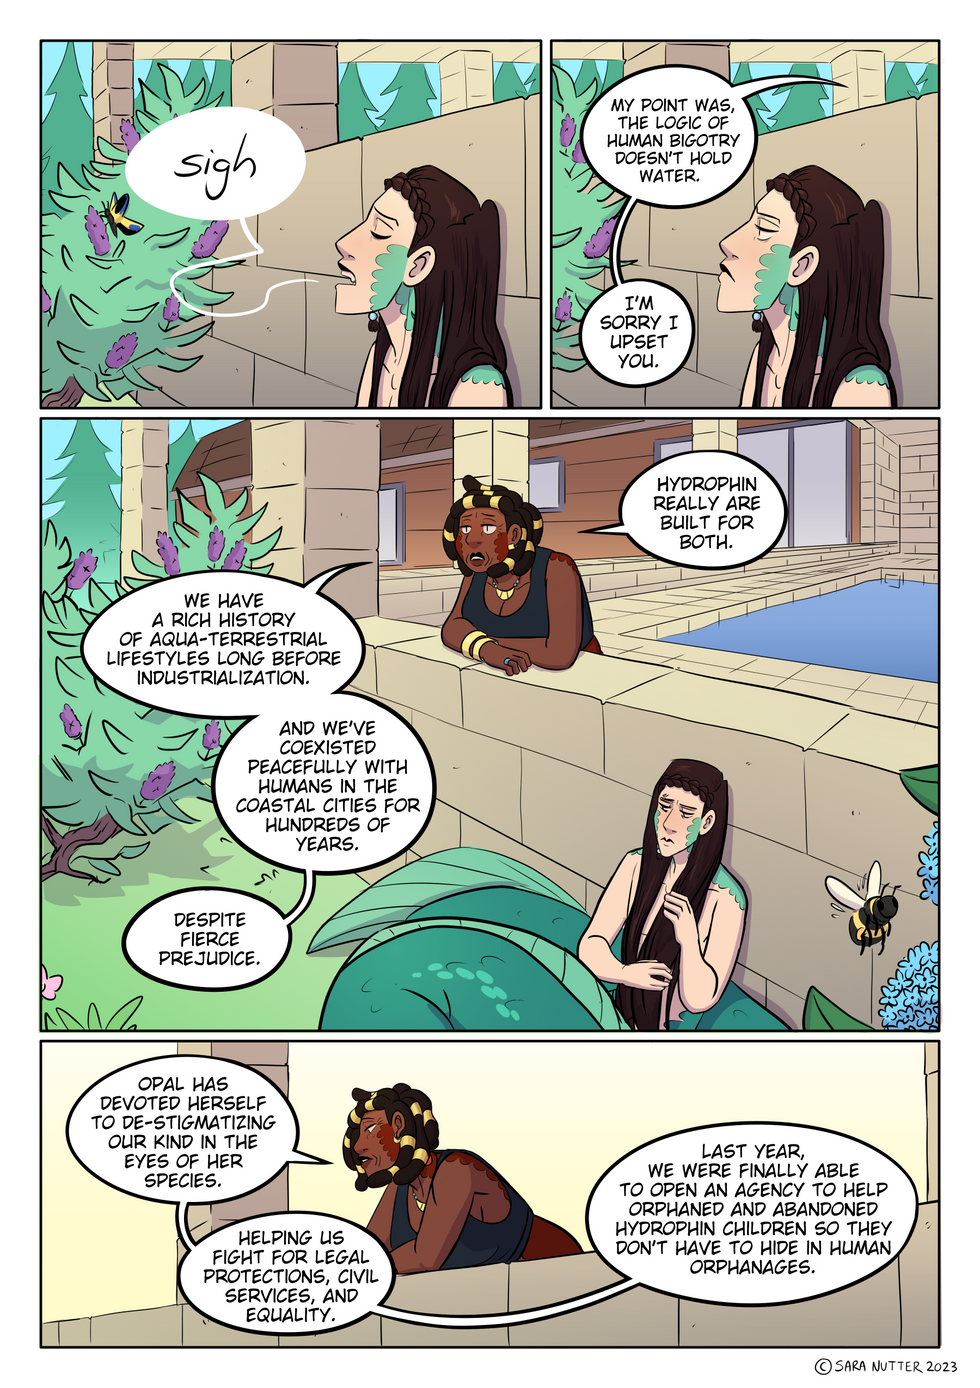 sigh
MY POINT WAS,
THE LOGIC OF
HUMAN BIGOTRY
DOESN'T HOLD
WATER.
I'M
SORRY I
UPSET
YOU.
HYDROPHIN
REALLY ARE
BUILT FOR
BOTH.
WE HAVE
A RICH HISTORY
OF AQUA-TERRESTRIAL
LIFESTYLES LONG BEFORE
INDUSTRIALIZATION.
AND WE'VE
COEXISTED
PEACEFULLY WITH
HUMANS IN THE
COASTAL CITIES FOR
HUNDREDS OF
YEARS.
DESPITE
FIERCE
PREJUDICE.
OPAL HAS
DEVOTED HERSELF
TO DE-STIGMATIZING
OUR KIND IN THE
EYES OF HER
SPECIES.
HELPING US
FIGHT FOR LEGAL
PROTECTIONS, CIVIL
SERVICES, AND
EQUALITY.
LAST YEAR,
WE WERE FINALLY ABLE
TO OPEN AN AGENCY TO HELP
ORPHANED AND ABANDONED
HYDROPHIN CHILDREN SO THEY
DON'T HAVE TO HIDE IN HUMAN
ORPHANAGES.
© SARA NUTTER 2023